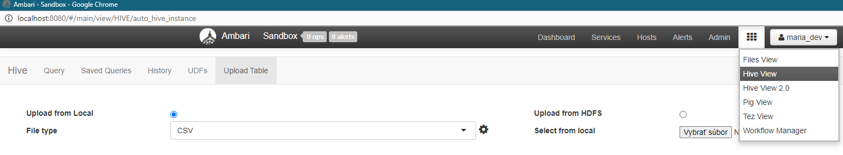 Ambari - Sandbox - Google Chrome
localhost:8080/#/main/view/HIVE/auto_hive_instance
Ambari Sandbox 0 ops 0 alerts Dashboard Services Hosts Alerts Admin maria_dev
Hive Query Saved Queries History UDFs Upload Table
Files View
Hive View
Hive View 2.0
Pig View
Tez View
Workflow Manager
Upload from Local Upload from HDFS
File type CSV Select from local Vybrať súbor